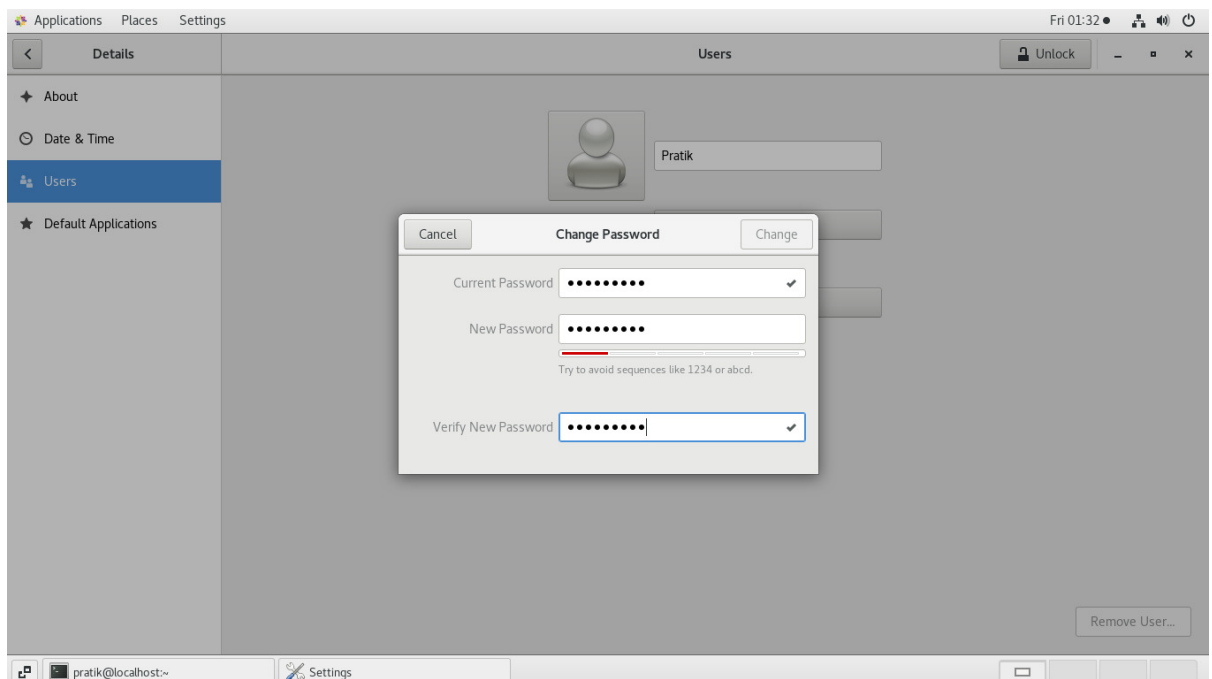 Applications Places Settings Fri 01:32
Details Users Unlock
About
Date & Time
Users
Default Applications
Pratik
Cancel Change Password Change
Current Password •••••••••
New Password •••••••••
Try to avoid sequences like 1234 or abcd.
Verify New Password •••••••••
Remove User...
pratik@localhost:~ Settings